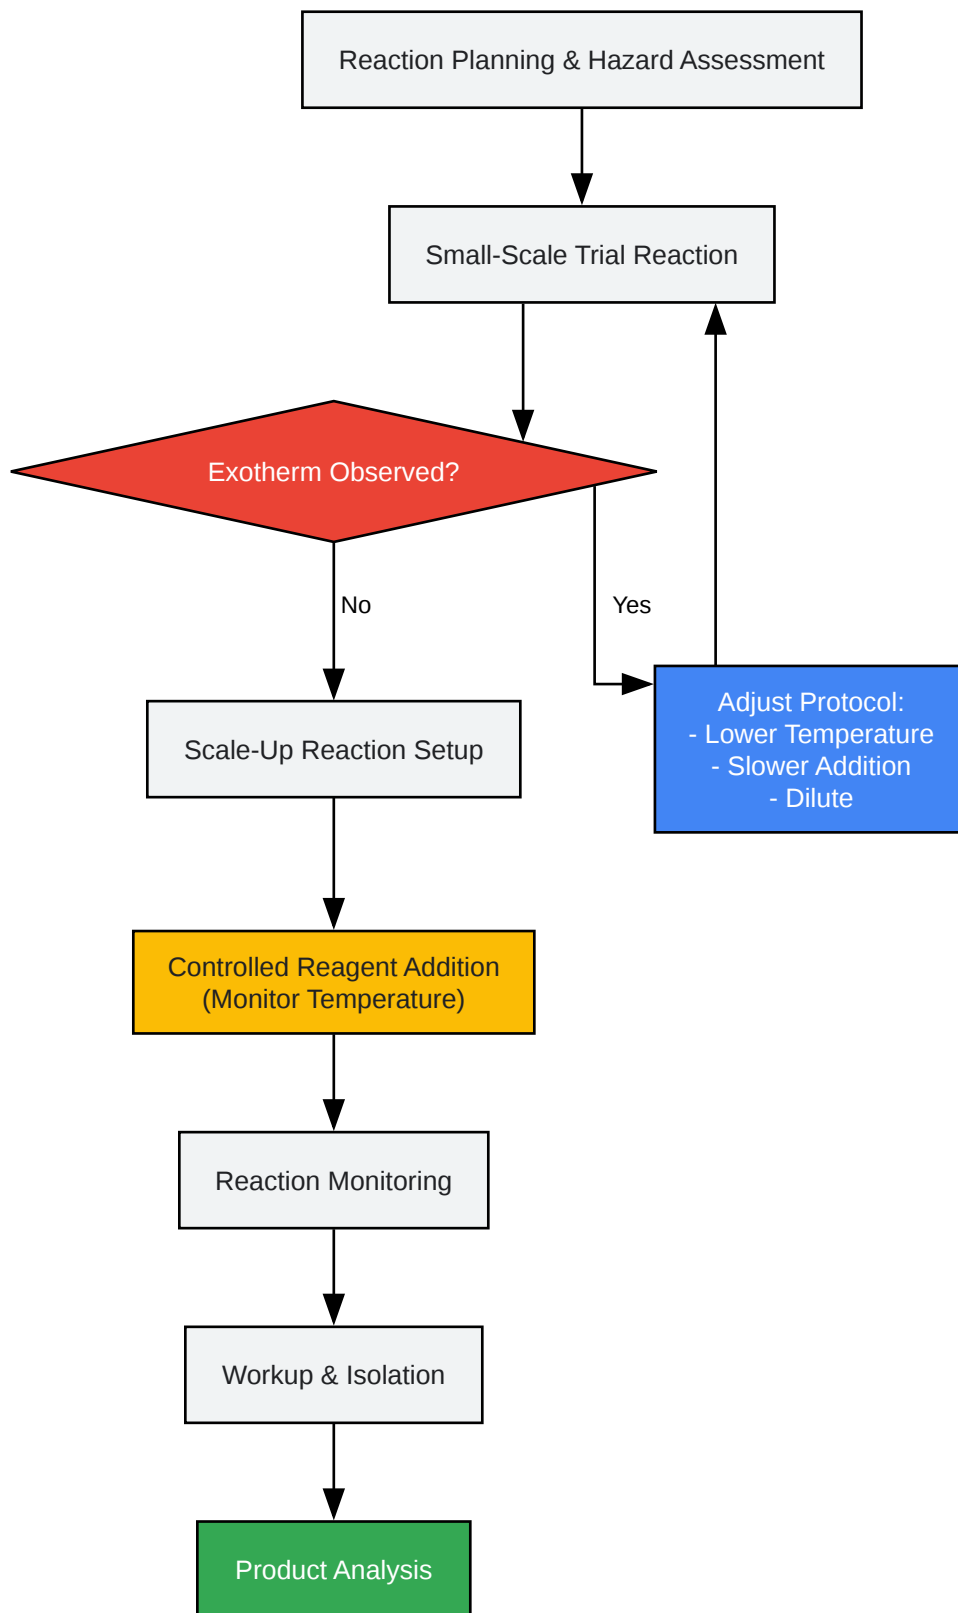 Reaction Planning & Hazard Assessment
Small-Scale Trial Reaction
Exotherm Observed?
No
Yes
Adjust Protocol:
- Lower Temperature
- Slower Addition
- Dilute
Scale-Up Reaction Setup
Controlled Reagent Addition
(Monitor Temperature)
Reaction Monitoring
Workup & Isolation
Product Analysis